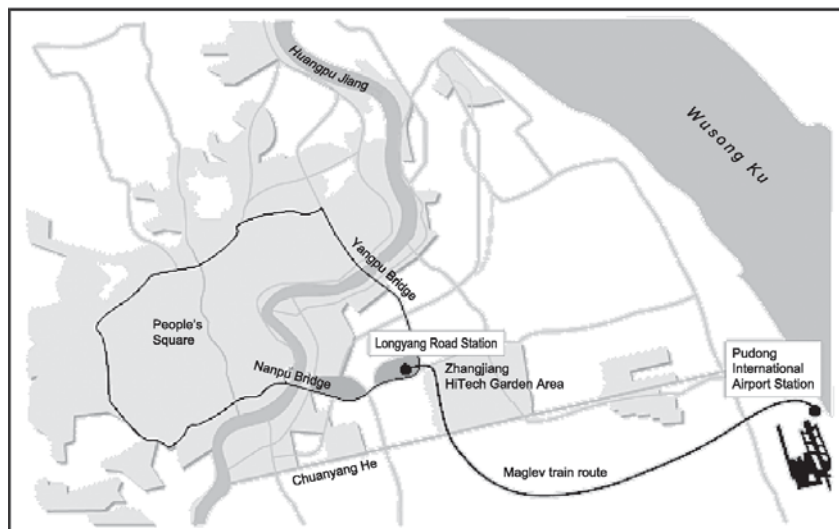 Huangpu Jiang
Wusong Ku
Yangpu Bridge
People's
Square
Longyang Road Station
Nanpu Bridge
Zhangjiang
HiTech Garden Area
Pudong
International
Airport Station
Chuanyang He
Maglev train route